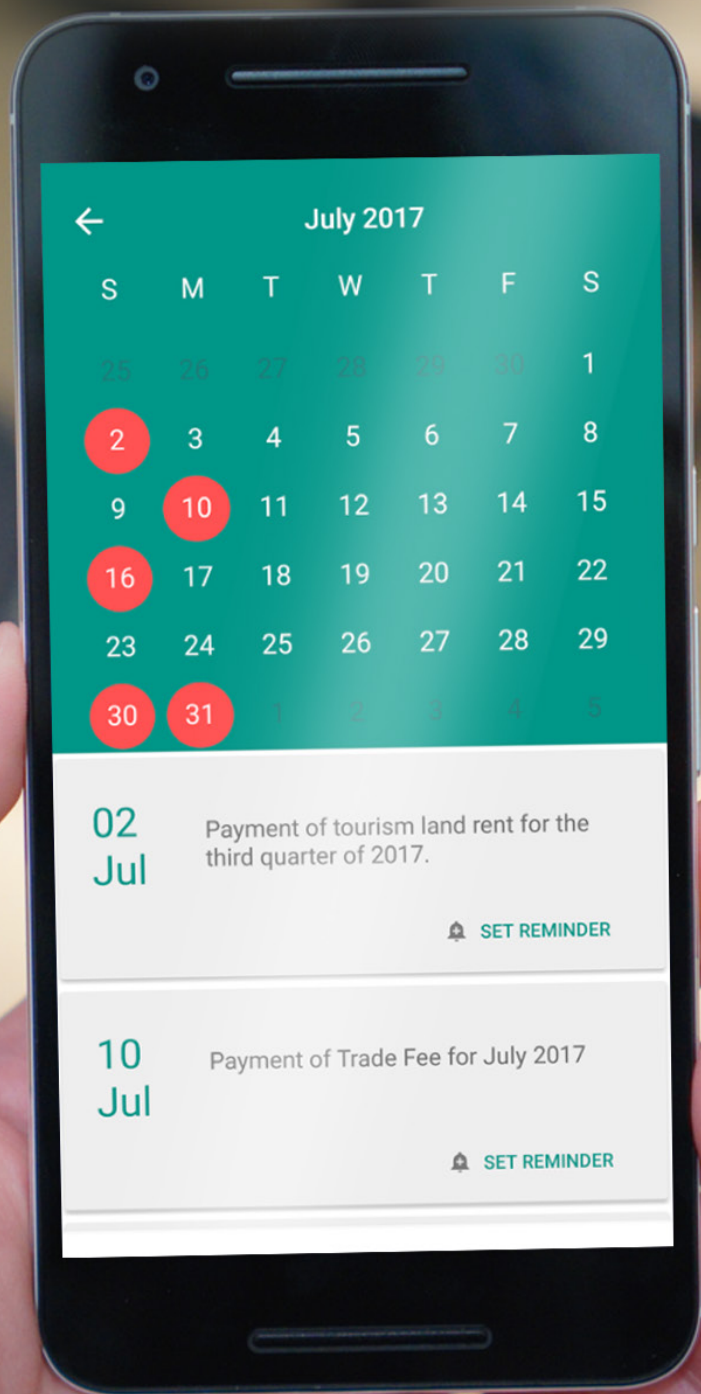 July 2017
S M T W T F S
25 26 27 28 29 30 1
2 3 4 5 6 7 8
9 10 11 12 13 14 15
16 17 18 19 20 21 22
23 24 25 26 27 28 29
30 31 1 2 3 4 5
02
Jul
Payment of tourism land rent for the
third quarter of 2017.
SET REMINDER
10
Jul
Payment of Trade Fee for July 2017
SET REMINDER